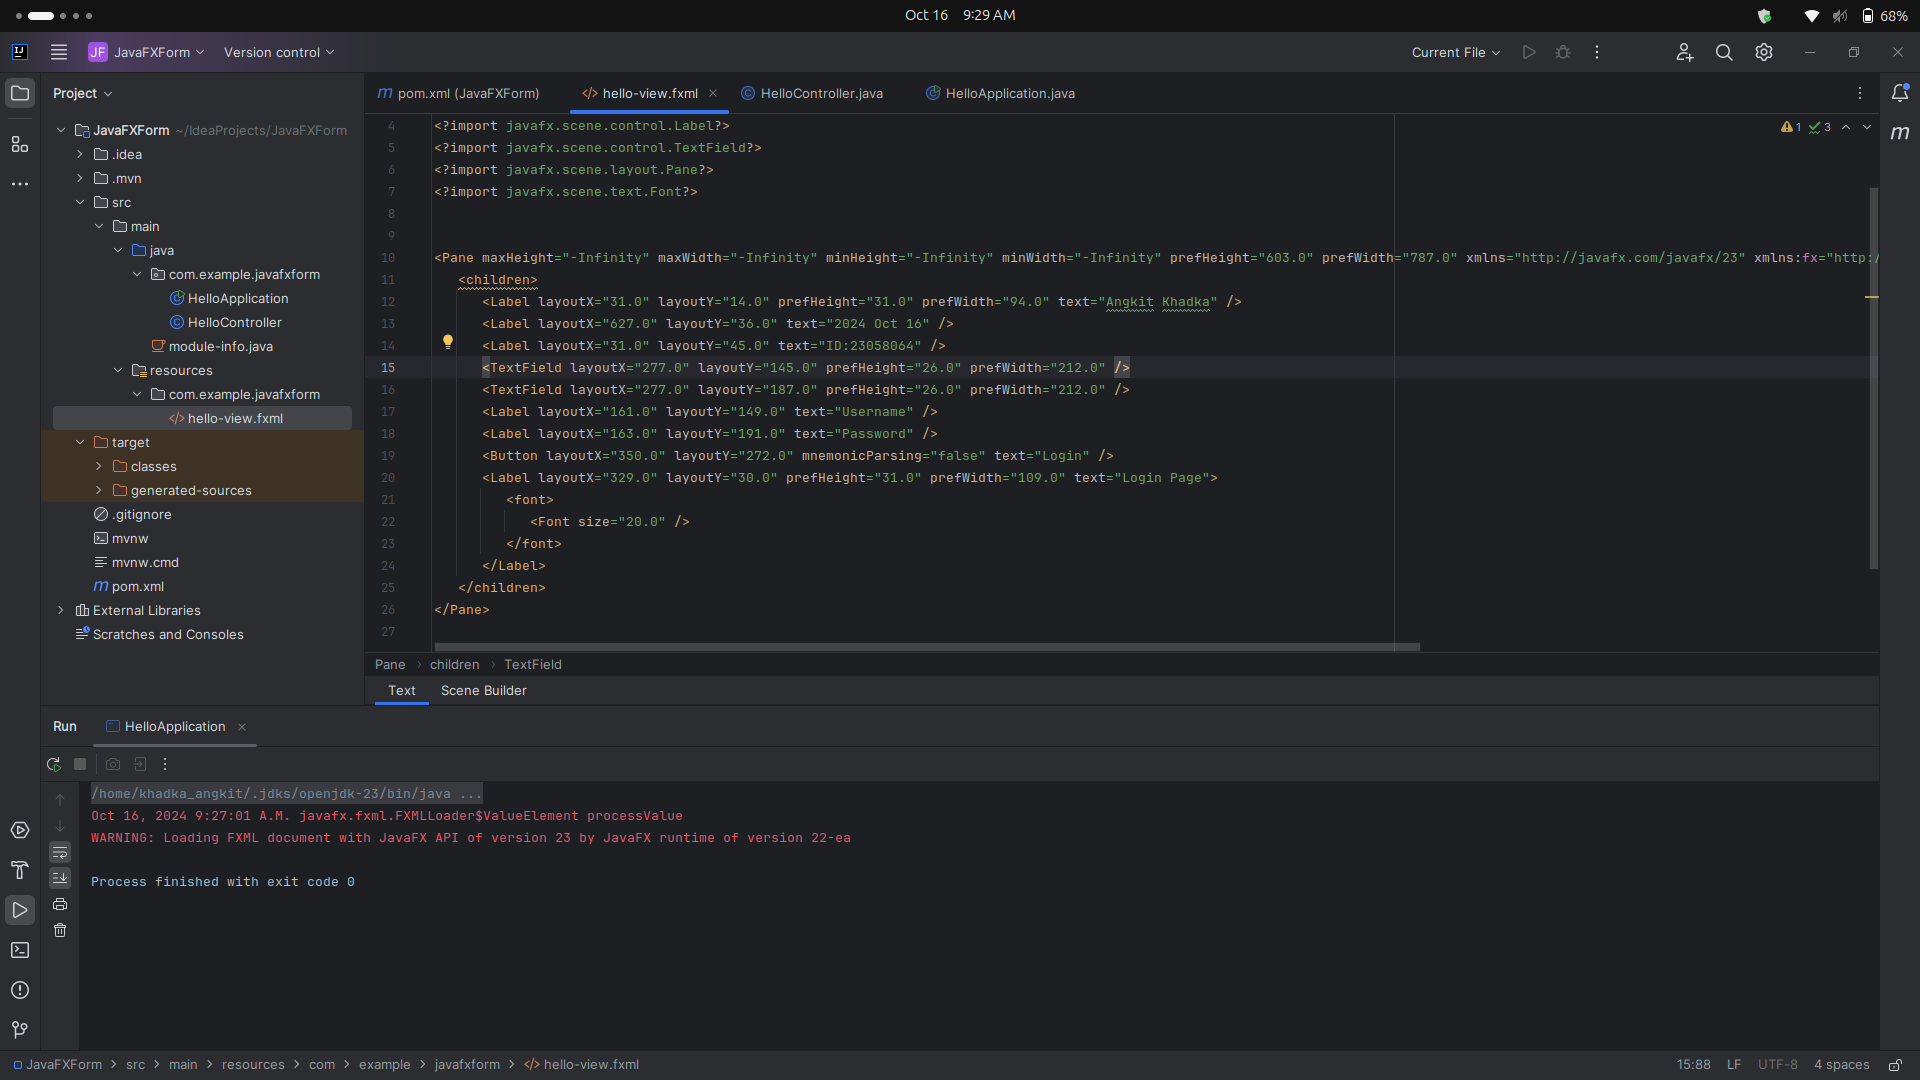 Oct 16 9:29 AM
68%
IJ
JF JavaFXForm Version control
Current File
Project
JavaFXForm ~/IdeaProjects/JavaFXForm
.idea
.mvn
src
main
java
com.example.javafxform
HelloApplication
HelloController
module-info.java
resources
com.example.javafxform
hello-view.fxml
target
classes
generated-sources
.gitignore
mvnw
mvnw.cmd
m pom.xml
External Libraries
Scratches and Consoles
m pom.xml (JavaFXForm) hello-view.fxml HelloController.java HelloApplication.java
1 3
m
4 <?import javafx.scene.control.Label?>
5 <?import javafx.scene.control.TextField?>
6 <?import javafx.scene.layout.Pane?>
7 <?import javafx.scene.text.Font?>
8
9
10 <Pane maxHeight="-Infinity" maxWidth="-Infinity" minHeight="-Infinity" minWidth="-Infinity" prefHeight="603.0" prefWidth="787.0" xmlns="http://javafx.com/javafx/23" xmlns:fx="http:/
11 <children>
12 <Label layoutX="31.0" layoutY="14.0" prefHeight="31.0" prefWidth="94.0" text="Angkit Khadka" />
13 <Label layoutX="627.0" layoutY="36.0" text="2024 Oct 16" />
14 <Label layoutX="31.0" layoutY="45.0" text="ID:23058064" />
15 <TextField layoutX="277.0" layoutY="145.0" prefHeight="26.0" prefWidth="212.0" />
16 <TextField layoutX="277.0" layoutY="187.0" prefHeight="26.0" prefWidth="212.0" />
17 <Label layoutX="161.0" layoutY="149.0" text="Username" />
18 <Label layoutX="163.0" layoutY="191.0" text="Password" />
19 <Button layoutX="350.0" layoutY="272.0" mnemonicParsing="false" text="Login" />
20 <Label layoutX="329.0" layoutY="30.0" prefHeight="31.0" prefWidth="109.0" text="Login Page">
21 <font>
22 <Font size="20.0" />
23 </font>
24 </Label>
25 </children>
26 </Pane>
27
Pane › children › TextField
Text Scene Builder
Run HelloApplication
/home/khadka_angkit/.jdks/openjdk-23/bin/java ...
Oct 16, 2024 9:27:01 A.M. javafx.fxml.FXMLLoader$ValueElement processValue
WARNING: Loading FXML document with JavaFX API of version 23 by JavaFX runtime of version 22-ea
Process finished with exit code 0
JavaFXForm > src > main > resources > com > example > javafxform > hello-view.fxml
15:88 LF UTF-8 4 spaces